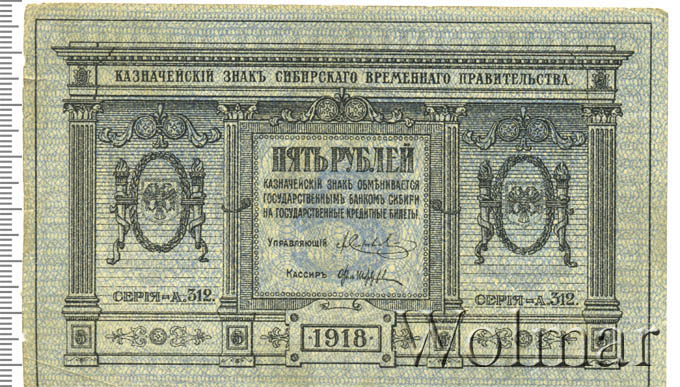 КАЗНАЧЕЙСКІЙ ЗНАКЪ СИБИРСКАГО ВРЕМЕННАГО ПРАВИТЕЛЬСТВА.
ПЯТЬ РУБЛЕЙ
КАЗНАЧЕЙСКІЙ ЗНАКЪ ОБМѢНИВАЕТСЯ
ГОСУДАРСТВЕННЫМЪ БАНКОМЪ СИБИРИ
НА ГОСУДАРСТВЕННЫЕ КРЕДИТНЫЕ БИЛЕТЫ.
УПРАВЛЯЮЩІЙ
КАССИРЪ
СЕРІЯ=А.312.
СЕРІЯ=А.312.
5
1918
5
Wolmar